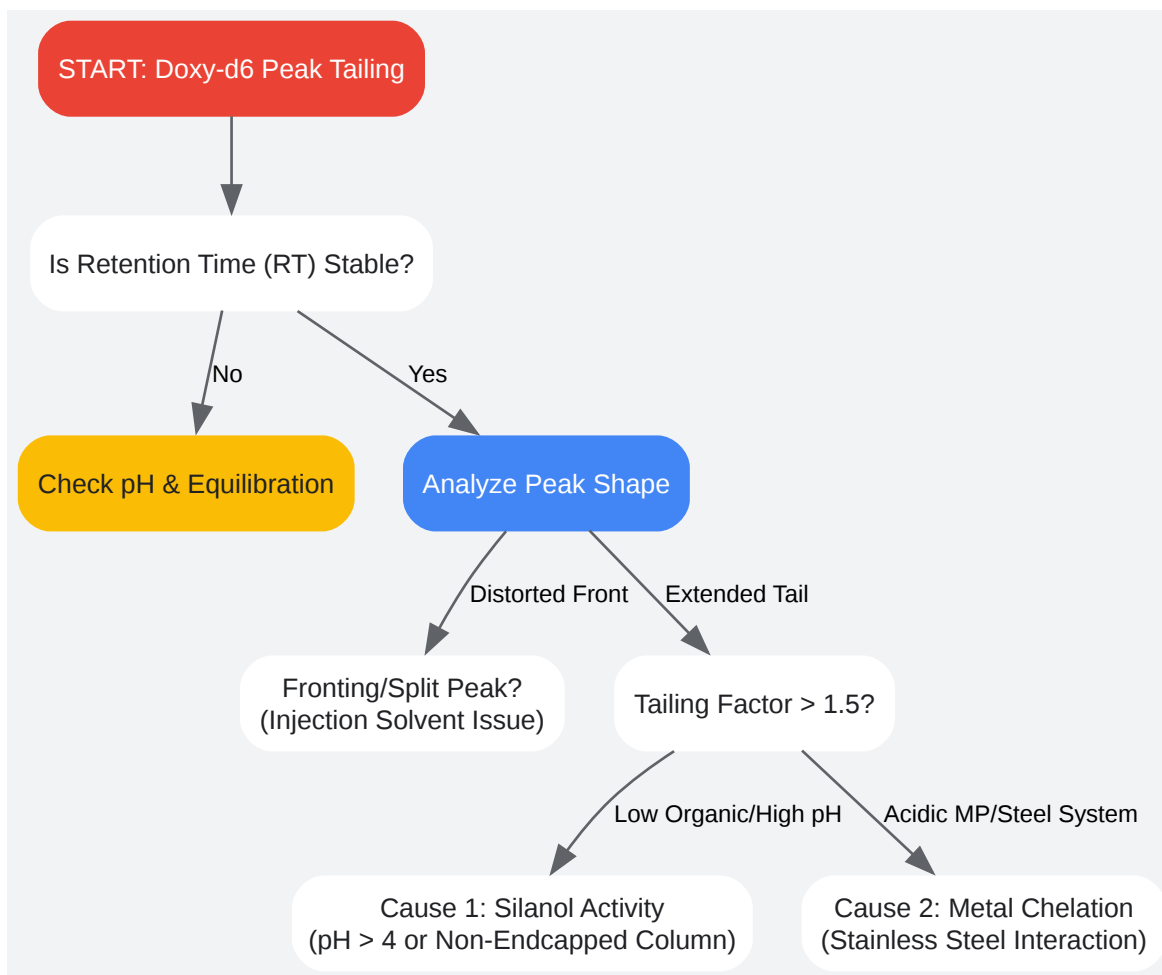 START: Doxy-d6 Peak Tailing
Is Retention Time (RT) Stable?
No
Yes
Check pH & Equilibration
Analyze Peak Shape
Distorted Front
Extended Tail
Fronting/Split Peak?
(Injection Solvent Issue)
Tailing Factor > 1.5?
Low Organic/High pH
Acidic MP/Steel System
Cause 1: Silanol Activity
(pH > 4 or Non-Endcapped Column)
Cause 2: Metal Chelation
(Stainless Steel Interaction)